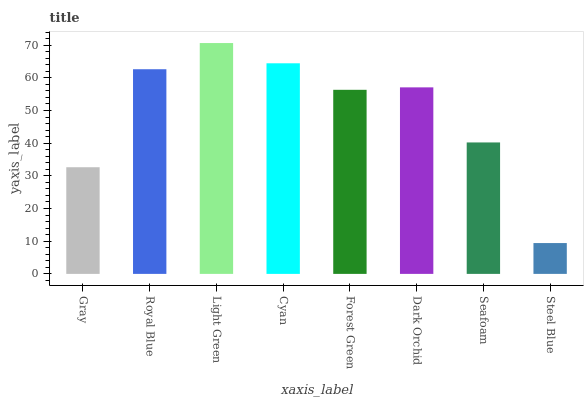 title
yaxis_label
70
60
50
40
30
20
10
0
Gray
Royal Blue
Light Green
Cyan
Forest Green
Dark Orchid
Seafoam
Steel Blue
xaxis_label